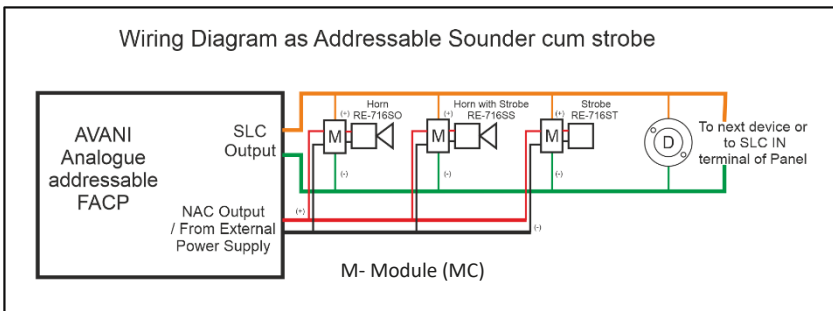 Wiring Diagram as Addressable Sounder cum strobe
AVANI
Analogue
addressable
FACP
SLC
Output
NAC Output
/ From External
Power Supply
(+)
Horn
RE-716SO
(+)
M
(-)
Horn with Strobe
RE-716SS
(+)
M
(-)
Strobe
RE-716ST
(+)
M
(-)
(-)
D
To next device or
to SLC IN
terminal of Panel
M- Module (MC)